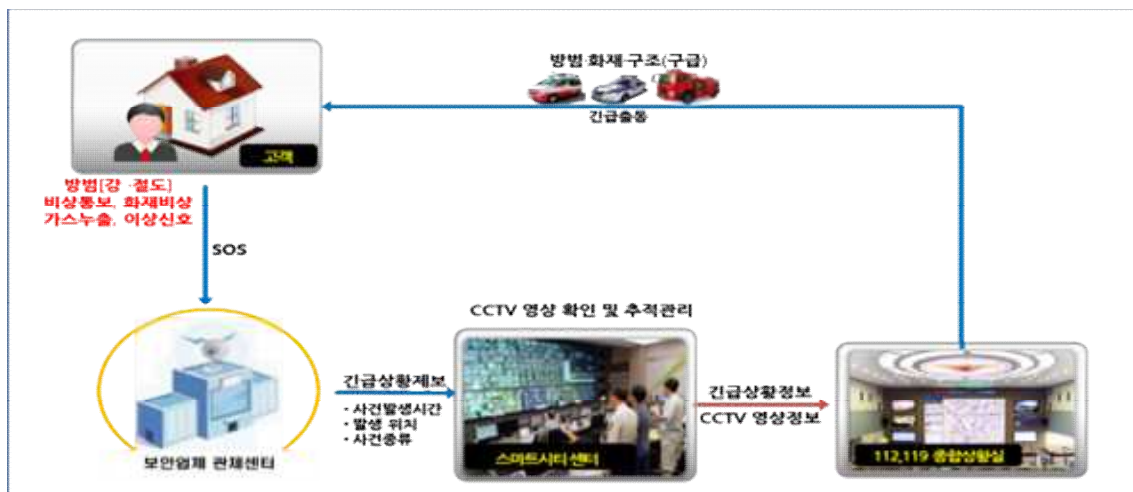 방범·화재·구조(구급)
긴급출동
고객
방범[강·절도]
비상통보, 화재비상
가스누출, 이상신호
SOS
CCTV 영상 확인 및 추적관리
긴급상황제보
· 사건발생시간
· 발생 위치
· 사건종류
보안업체 관제센터
스마트시티 센터
긴급상황정보
CCTV 영상정보
112,119 종합상황실